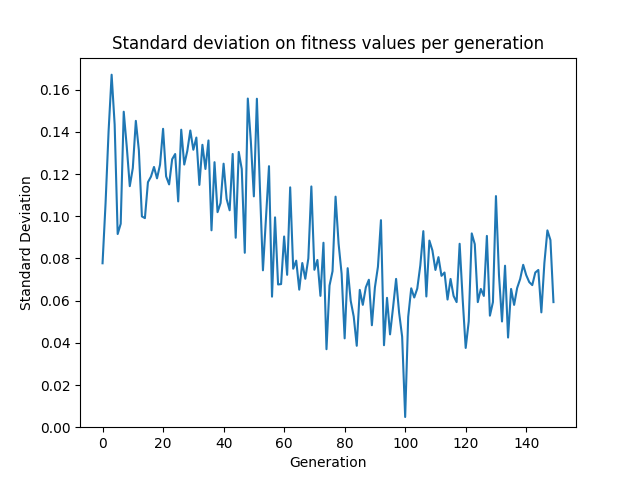 Standard deviation on fitness values per generation
Standard Deviation
0.16
0.14
0.12
0.10
0.08
0.06
0.04
0.02
0.00
0 20 40 60 80 100 120 140
Generation